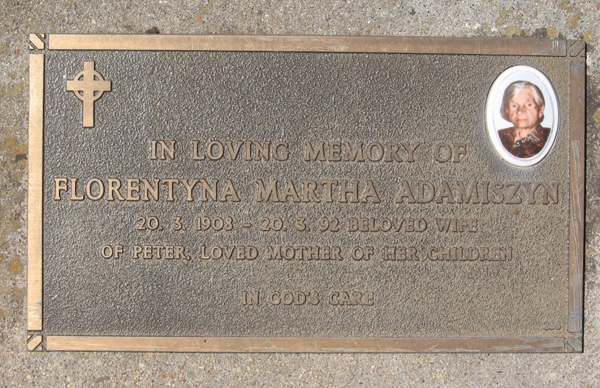 IN LOVING MEMORY OF
FLORENTYNA MARTHA ADAMISZYN
20. 3. 1908 - 20. 3. 92 BELOVED WIFE
OF PETER, LOVED MOTHER OF HER CHILDREN
IN GOD'S CARE